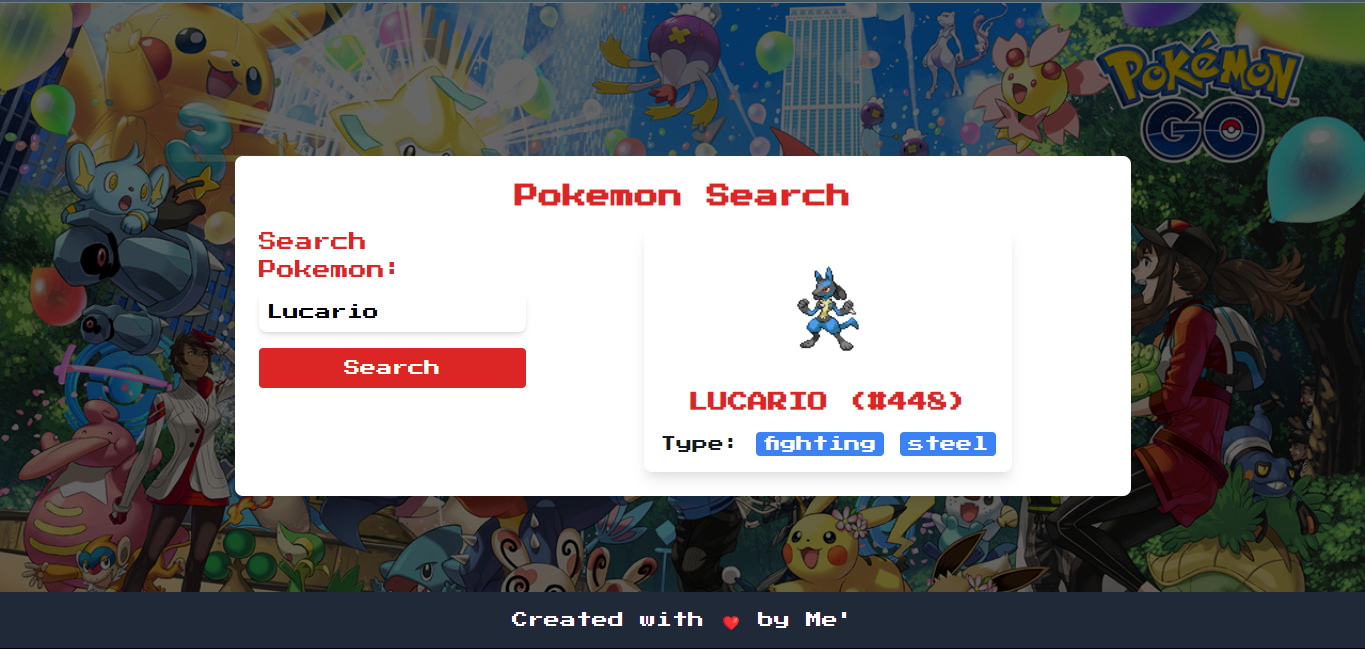 POKÉMON
GO
Pokemon Search
Search
Pokemon:
Lucario
Search
LUCARIO (#448)
Type: fighting steel
Created with ❤ by Me'